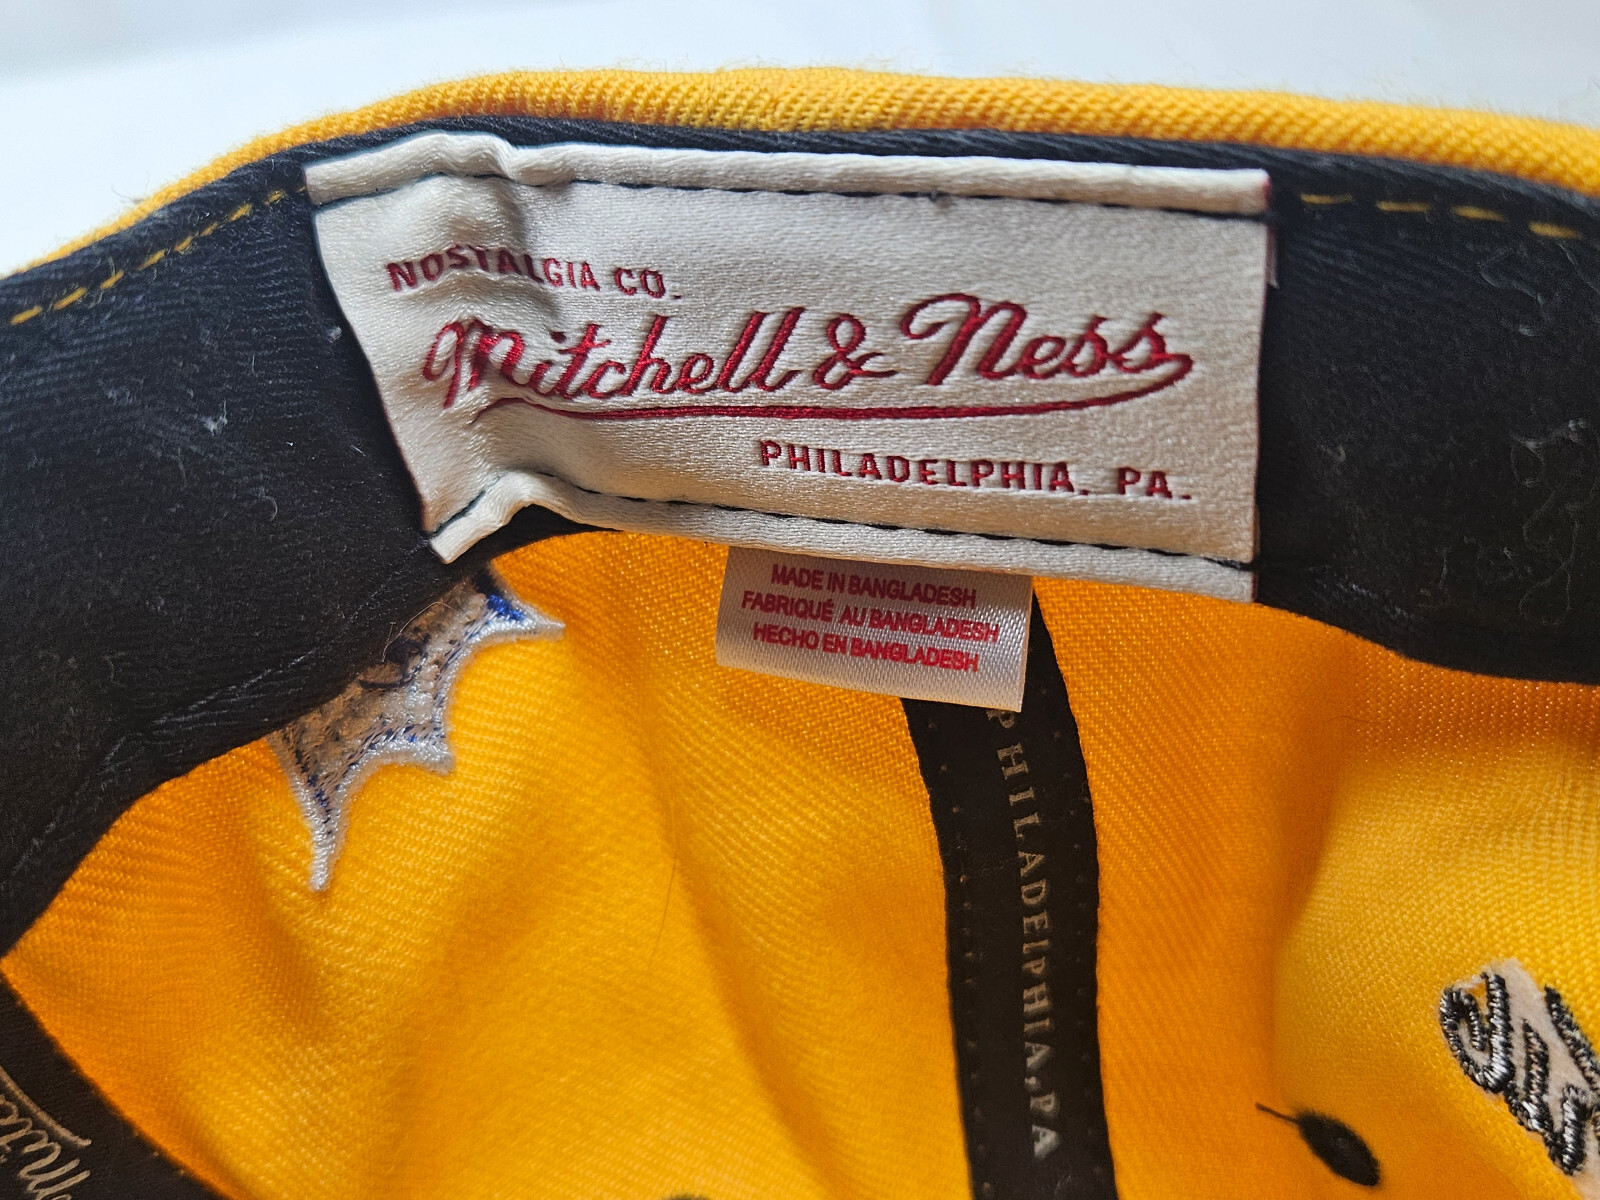 NOSTALGIA CO.
Mitchell & Ness
PHILADELPHIA, PA.
MADE IN BANGLADESH
FABRIQUÉ AU BANGLADESH
HECHO EN BANGLADESH
PHILADELPHIA, PA